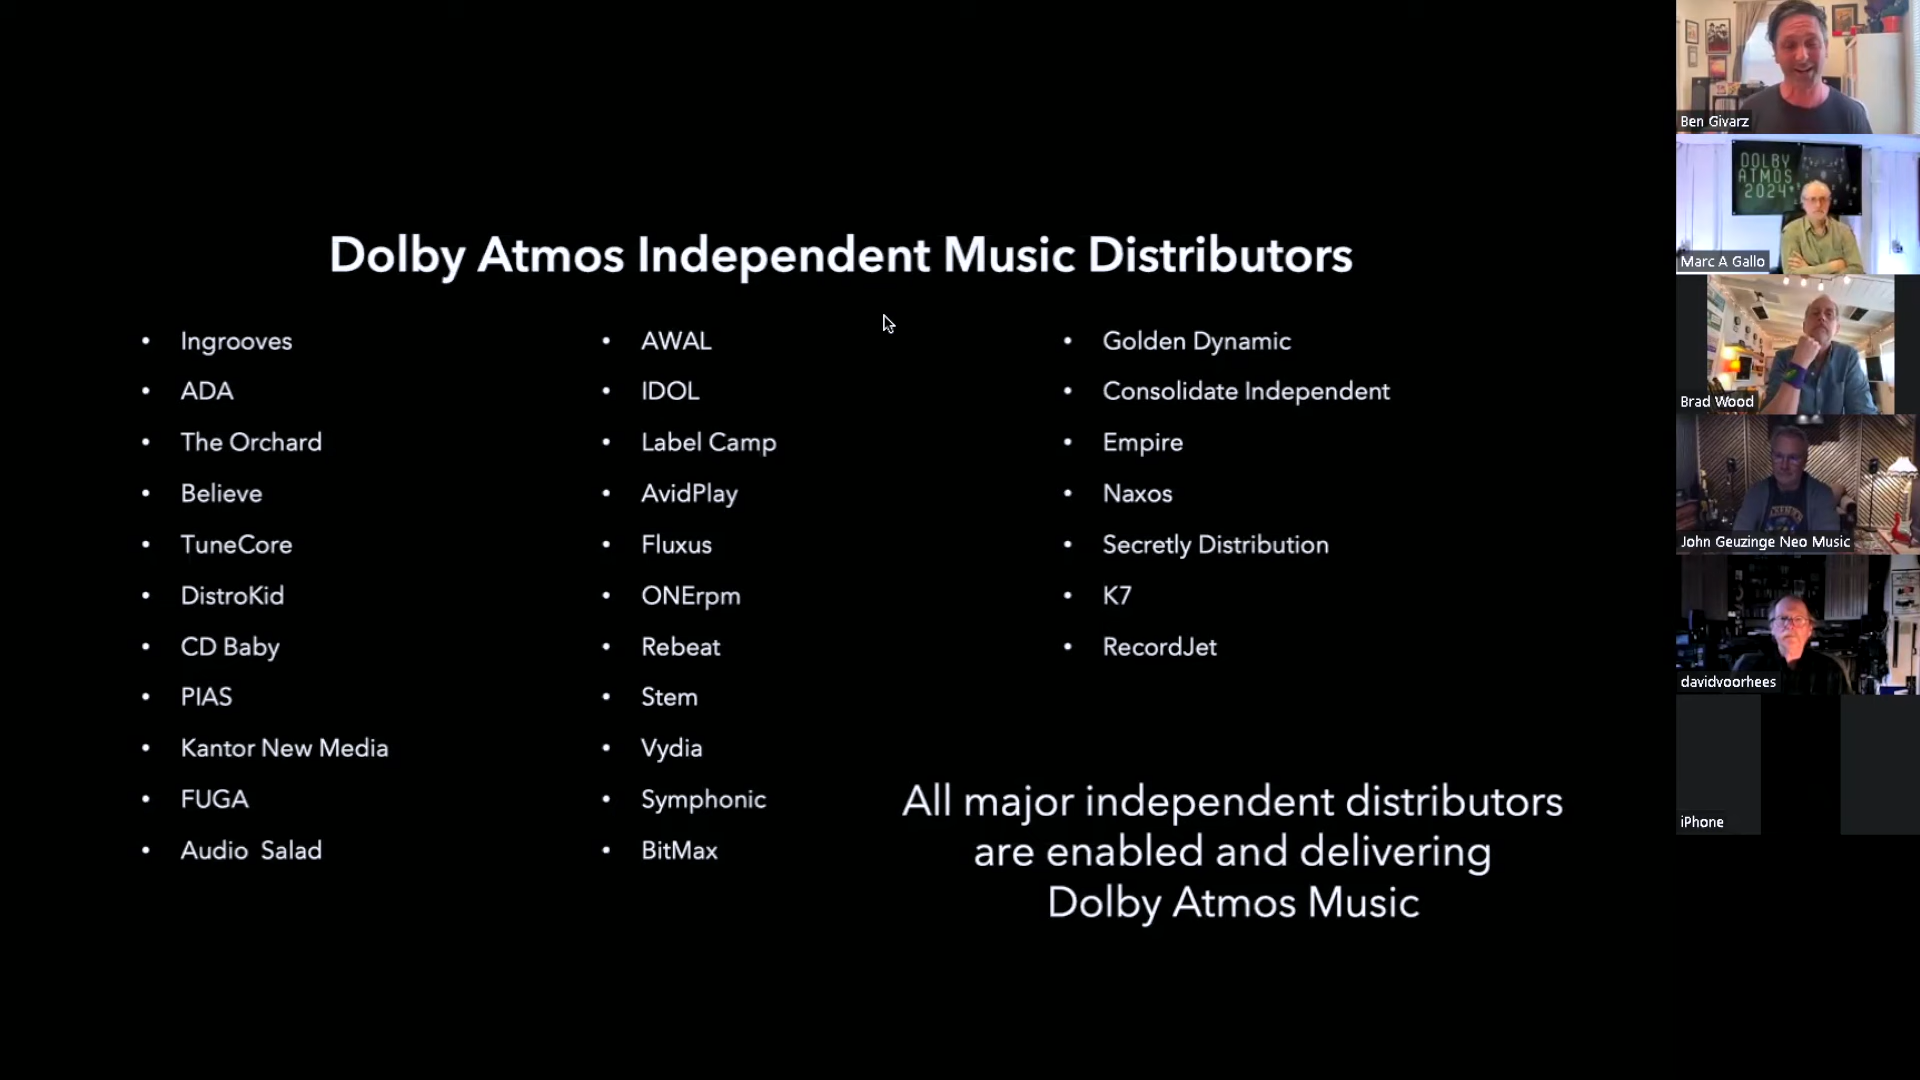 Dolby Atmos Independent Music Distributors
• Ingrooves
• ADA
• The Orchard
• Believe
• TuneCore
• DistroKid
• CD Baby
• PIAS
• Kantor New Media
• FUGA
• Audio Salad
• AWAL
• IDOL
• Label Camp
• AvidPlay
• Fluxus
• ONErpm
• Rebeat
• Stem
• Vydia
• Symphonic
• BitMax
• Golden Dynamic
• Consolidate Independent
• Empire
• Naxos
• Secretly Distribution
• K7
• RecordJet
All major independent distributors
are enabled and delivering
Dolby Atmos Music
Ben Givarz
DOLBY
ATMOS
2024
Marc A Gallo
Brad Wood
John Geuzinge Neo Music
davidvoorhees
iPhone